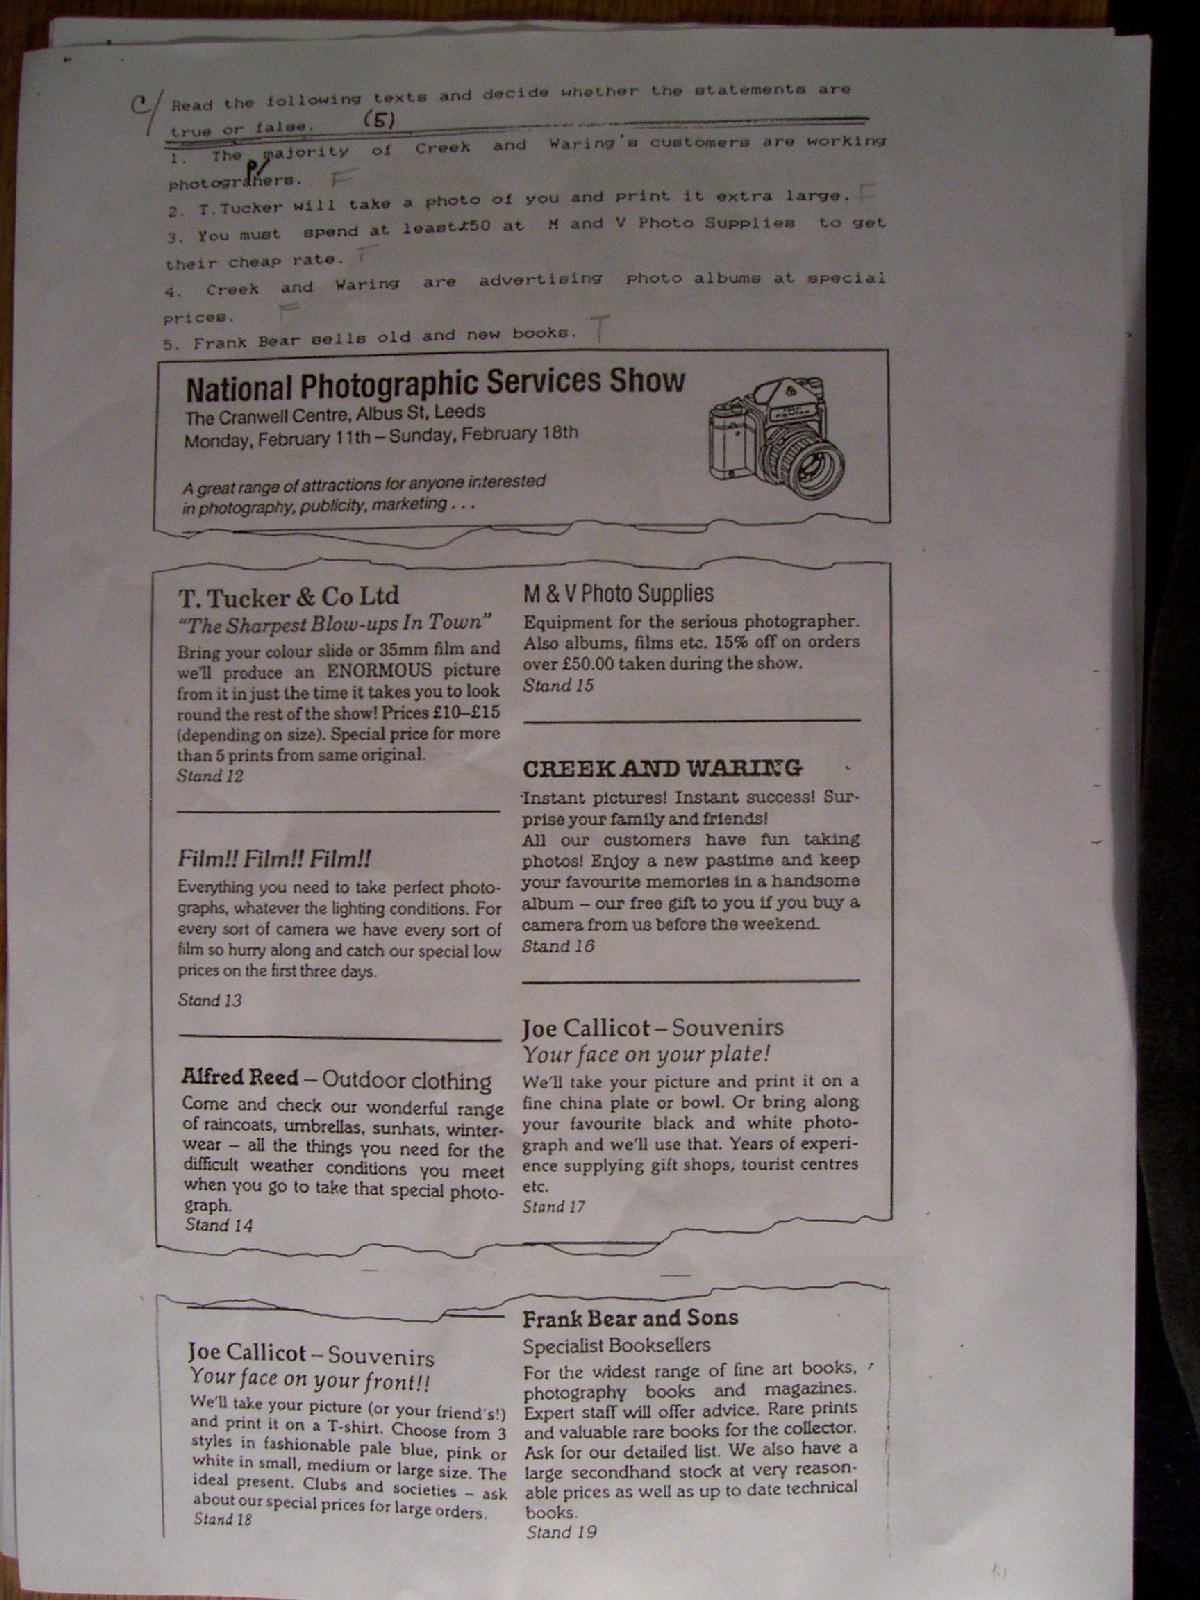 C/ Read the following texts and decide whether the statements are
true or false. (5)
1. The majority of Creek and Waring's customers are working
photograhers. F
p/
2. T.Tucker will take a photo of you and print it extra large. F
3. You must spend at least £50 at M and V Photo Supplies to get
their cheap rate. T
4. Creek and Waring are advertising photo albums at special
prices. F
5. Frank Bear sells old and new books. T
National Photographic Services Show
The Cranwell Centre, Albus St, Leeds
Monday, February 11th – Sunday, February 18th
A great range of attractions for anyone interested
in photography, publicity, marketing . . .
T. Tucker & Co Ltd
"The Sharpest Blow-ups In Town"
Bring your colour slide or 35mm film and
we'll produce an ENORMOUS picture
from it in just the time it takes you to look
round the rest of the show! Prices £10–£15
(depending on size). Special price for more
than 5 prints from same original.
Stand 12
Film!! Film!! Film!!
Everything you need to take perfect photo-
graphs, whatever the lighting conditions. For
every sort of camera we have every sort of
film so hurry along and catch our special low
prices on the first three days.
Stand 13
Alfred Reed – Outdoor clothing
Come and check our wonderful range
of raincoats, umbrellas, sunhats, winter-
wear – all the things you need for the
difficult weather conditions you meet
when you go to take that special photo-
graph.
Stand 14
M & V Photo Supplies
Equipment for the serious photographer.
Also albums, films etc. 15% off on orders
over £50.00 taken during the show.
Stand 15
CREEK AND WARING
Instant pictures! Instant success! Sur-
prise your family and friends!
All our customers have fun taking
photos! Enjoy a new pastime and keep
your favourite memories in a handsome
album – our free gift to you if you buy a
camera from us before the weekend.
Stand 16
Joe Callicot – Souvenirs
Your face on your plate!
We'll take your picture and print it on a
fine china plate or bowl. Or bring along
your favourite black and white photo-
graph and we'll use that. Years of experi-
ence supplying gift shops, tourist centres
etc.
Stand 17
Joe Callicot – Souvenirs
Your face on your front!!
We'll take your picture (or your friend's!)
and print it on a T-shirt. Choose from 3
styles in fashionable pale blue, pink or
white in small, medium or large size. The
ideal present. Clubs and societies – ask
about our special prices for large orders.
Stand 18
Frank Bear and Sons
Specialist Booksellers
For the widest range of fine art books,
photography books and magazines.
Expert staff will offer advice. Rare prints
and valuable rare books for the collector.
Ask for our detailed list. We also have a
large secondhand stock at very reason-
able prices as well as up to date technical
books.
Stand 19